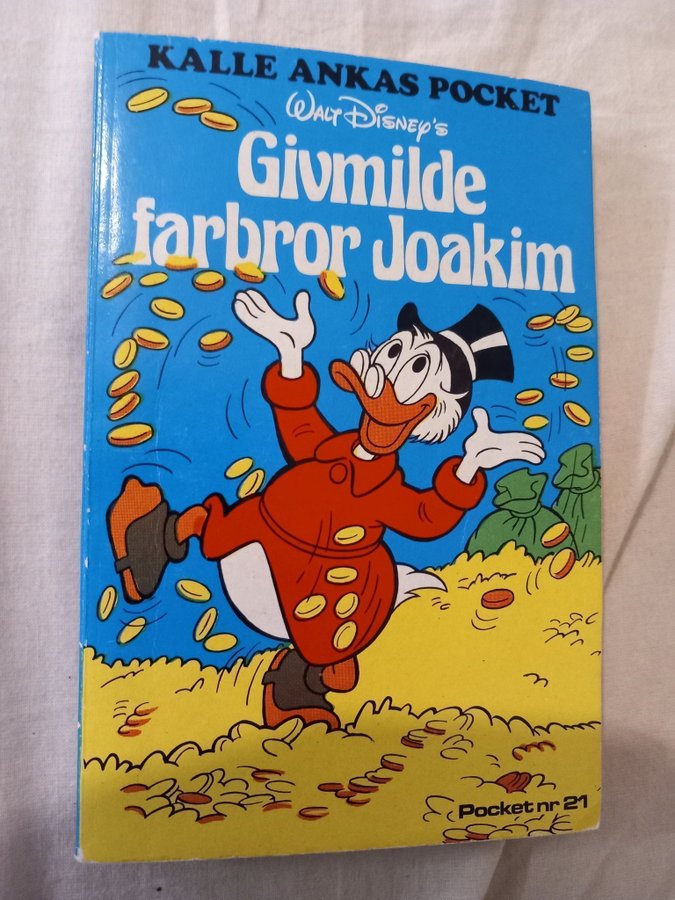 KALLE ANKAS POCKET
WALT DISNEY'S
Givmilde
farbror Joakim
Pocket nr 21